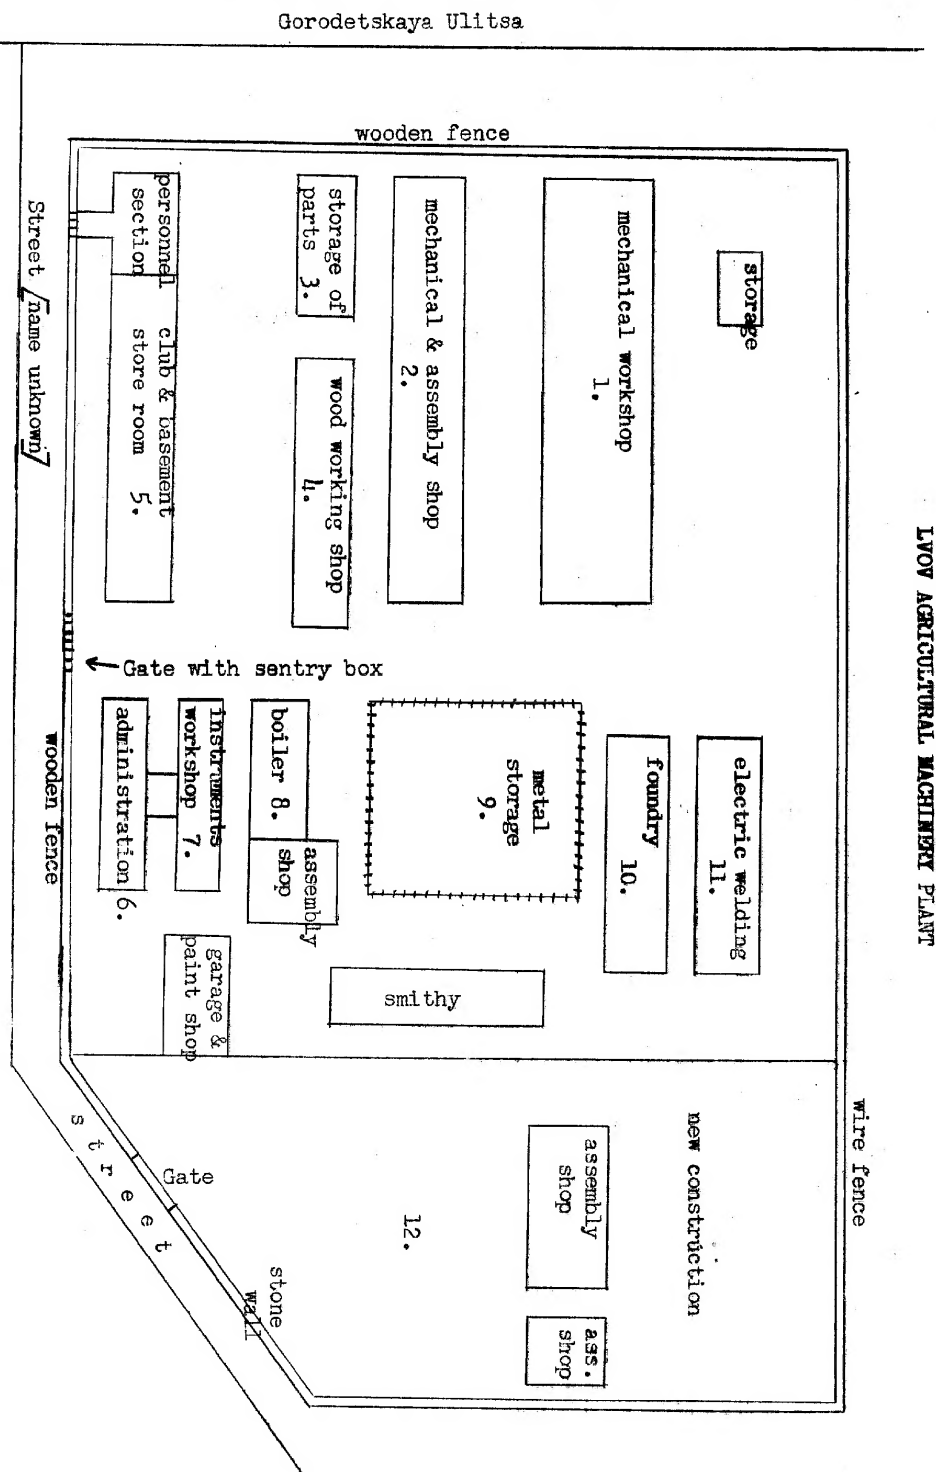 Gorodetskaya Ulitsa
LVOV AGRICULTURAL MACHINERY PLANT
wooden fence
storage
mechanical workshop
1.
mechanical & assembly shop
2.
storage of
parts 3.
wood working shop
4.
personnel
section
club & basement
store room 5.
Street [name unknown]
Gate with sentry box
wooden fence
administration 6.
instruments
workshop 7.
boiler 8.
assembly
shop
metal
storage
9.
foundry
10.
electric welding
11.
garage &
paint shop
smithy
wire fence
new construction
assembly
shop
ass.
shop
12.
Gate
street
stone
wall